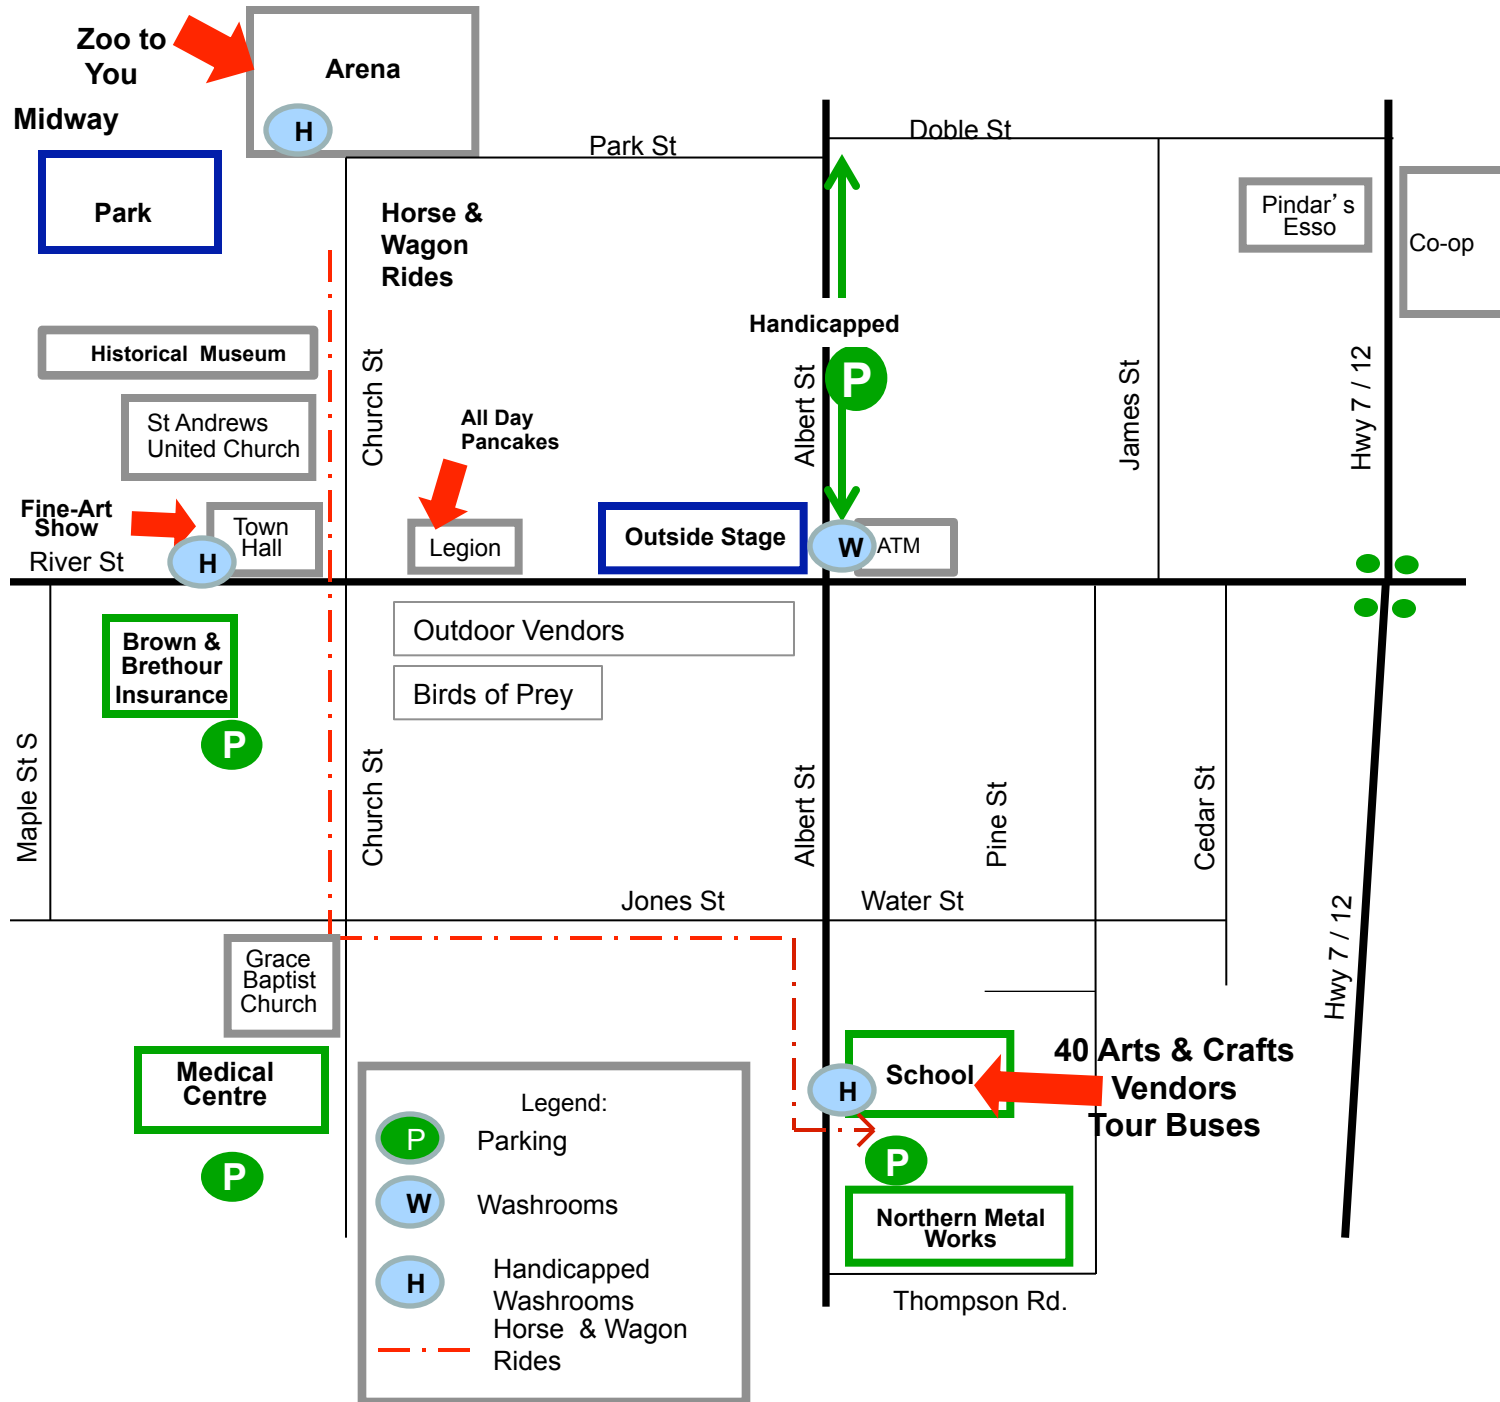 Zoo to
You
Arena
H
Midway
Park St
Doble St
Park
Horse &
Wagon
Rides
Pindar’s
Esso
Co-op
Handicapped
P
Historical Museum
Church St
Albert St
James St
Hwy 7 / 12
St Andrews
United Church
All Day
Pancakes
Fine-Art
Show
Town
Hall
H
River St
Legion
Outside Stage
W
ATM
Brown &
Brethour
Insurance
P
Outdoor Vendors
Birds of Prey
Maple St S
Church St
Albert St
Pine St
Cedar St
Jones St
Water St
Hwy 7 / 12
Grace
Baptist
Church
Medical
Centre
P
School
H
40 Arts & Crafts
Vendors
Tour Buses
P
Northern Metal
Works
Thompson Rd.
Legend:
P
Parking
W
Washrooms
H
Handicapped
Washrooms
Horse & Wagon
Rides